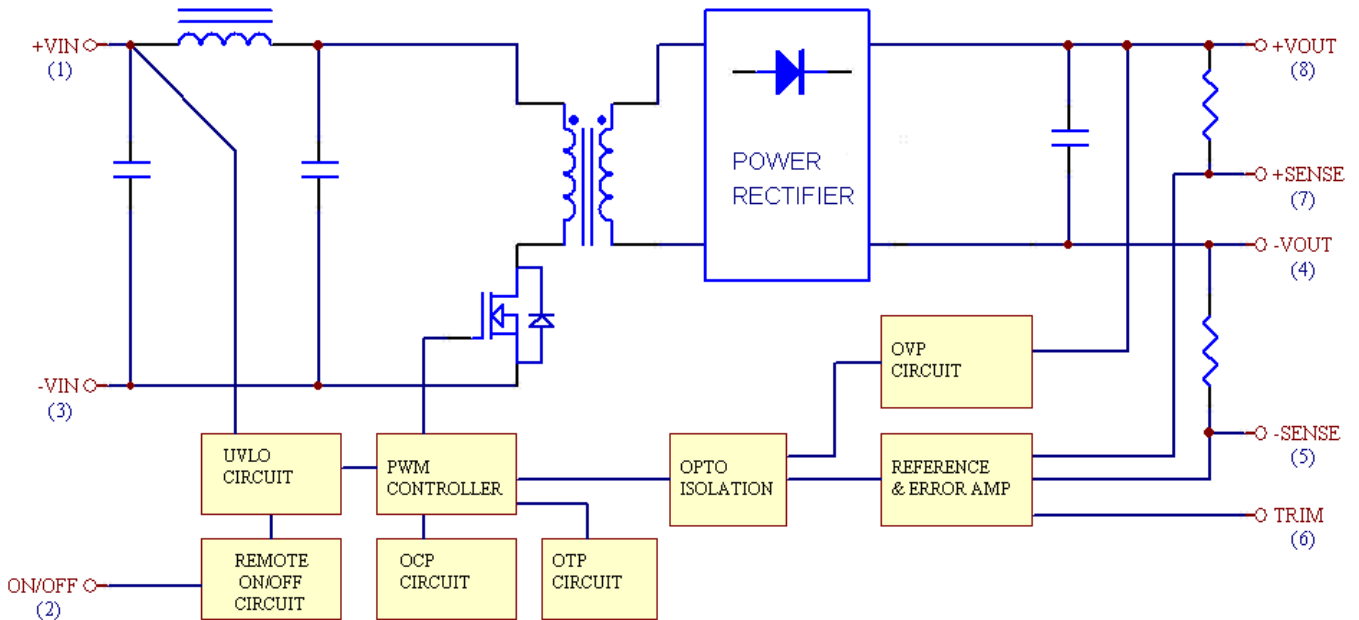 +VIN
(1)
+VOUT
(8)
POWER
RECTIFIER
+SENSE
(7)
-VOUT
(4)
OVP
CIRCUIT
-VIN
(3)
-SENSE
(5)
UVLO
CIRCUIT
PWM
CONTROLLER
OPTO
ISOLATION
REFERENCE
& ERROR AMP
TRIM
(6)
REMOTE
ON/OFF
CIRCUIT
OCP
CIRCUIT
OTP
CIRCUIT
ON/OFF
(2)